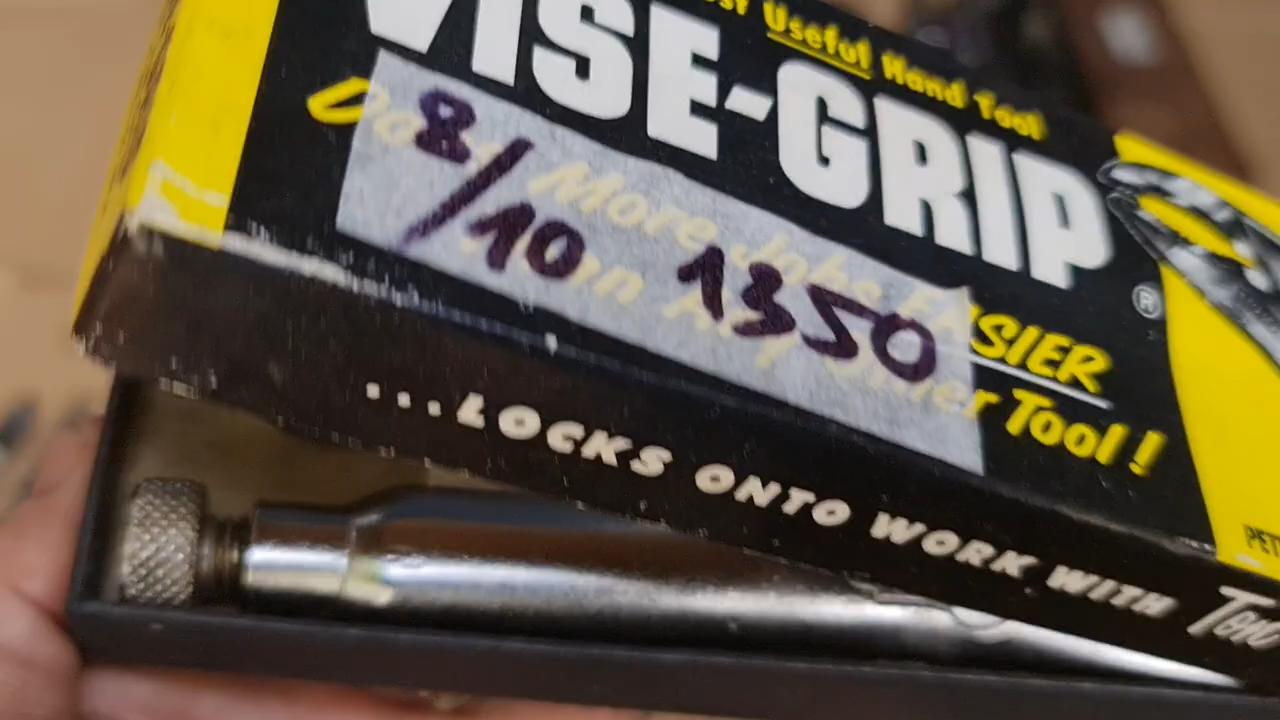 Useful Hand Tool
VISE-GRIP
®
Does More Jobs EASIER
Than Any Other Tool!
8/10 1350
...LOCKS ONTO WORK WITH